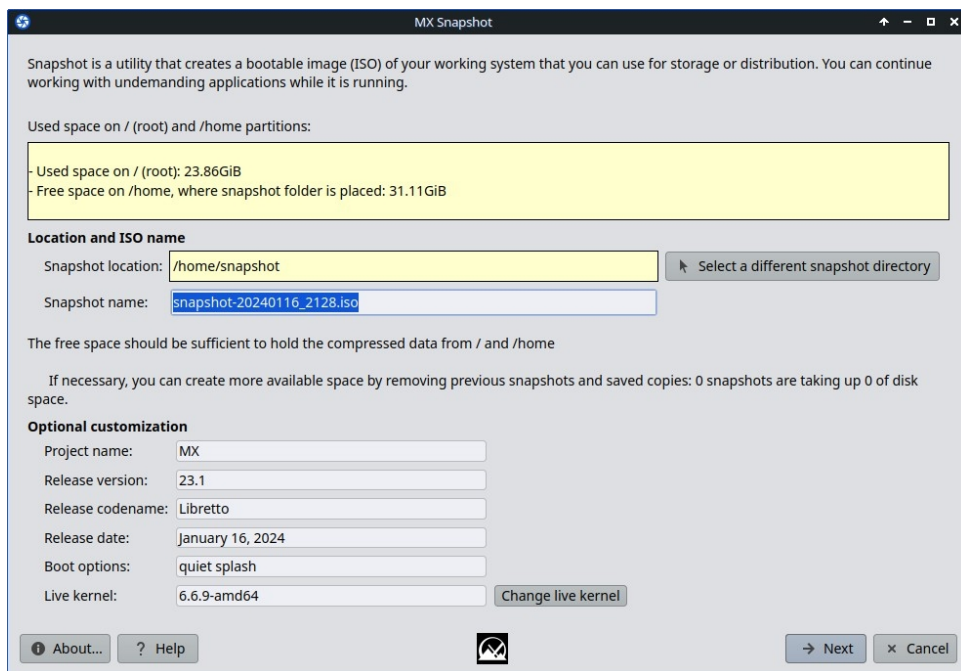 MX Snapshot
Snapshot is a utility that creates a bootable image (ISO) of your working system that you can use for storage or distribution. You can continue
working with undemanding applications while it is running.
Used space on / (root) and /home partitions:
- Used space on / (root): 23.86GiB
- Free space on /home, where snapshot folder is placed: 31.11GiB
Location and ISO name
Snapshot location: /home/snapshot Select a different snapshot directory
Snapshot name: snapshot-20240116_2128.iso
The free space should be sufficient to hold the compressed data from / and /home
If necessary, you can create more available space by removing previous snapshots and saved copies: 0 snapshots are taking up 0 of disk
space.
Optional customization
Project name: MX
Release version: 23.1
Release codename: Libretto
Release date: January 16, 2024
Boot options: quiet splash
Live kernel: 6.6.9-amd64 Change live kernel
About... ? Help Next Cancel